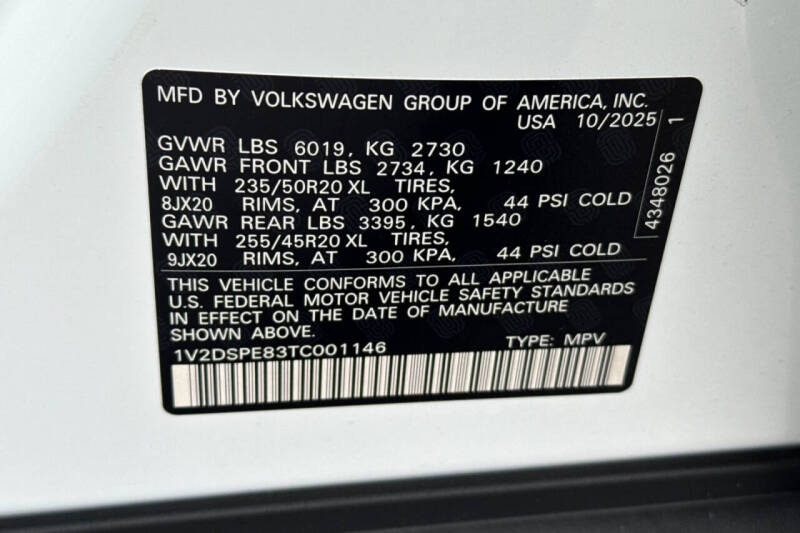 MFD BY VOLKSWAGEN GROUP OF AMERICA, INC.
USA 10/2025
GVWR LBS 6019, KG 2730
GAWR FRONT LBS 2734, KG 1240
WITH 235/50R20 XL TIRES,
8JX20 RIMS, AT 300 KPA, 44 PSI COLD
GAWR REAR LBS 3395, KG 1540
WITH 255/45R20 XL TIRES,
9JX20 RIMS, AT 300 KPA, 44 PSI COLD
THIS VEHICLE CONFORMS TO ALL APPLICABLE
U.S. FEDERAL MOTOR VEHICLE SAFETY STANDARDS
IN EFFECT ON THE DATE OF MANUFACTURE
SHOWN ABOVE.
1V2DSPE83TC001146 TYPE: MPV
4348026 1